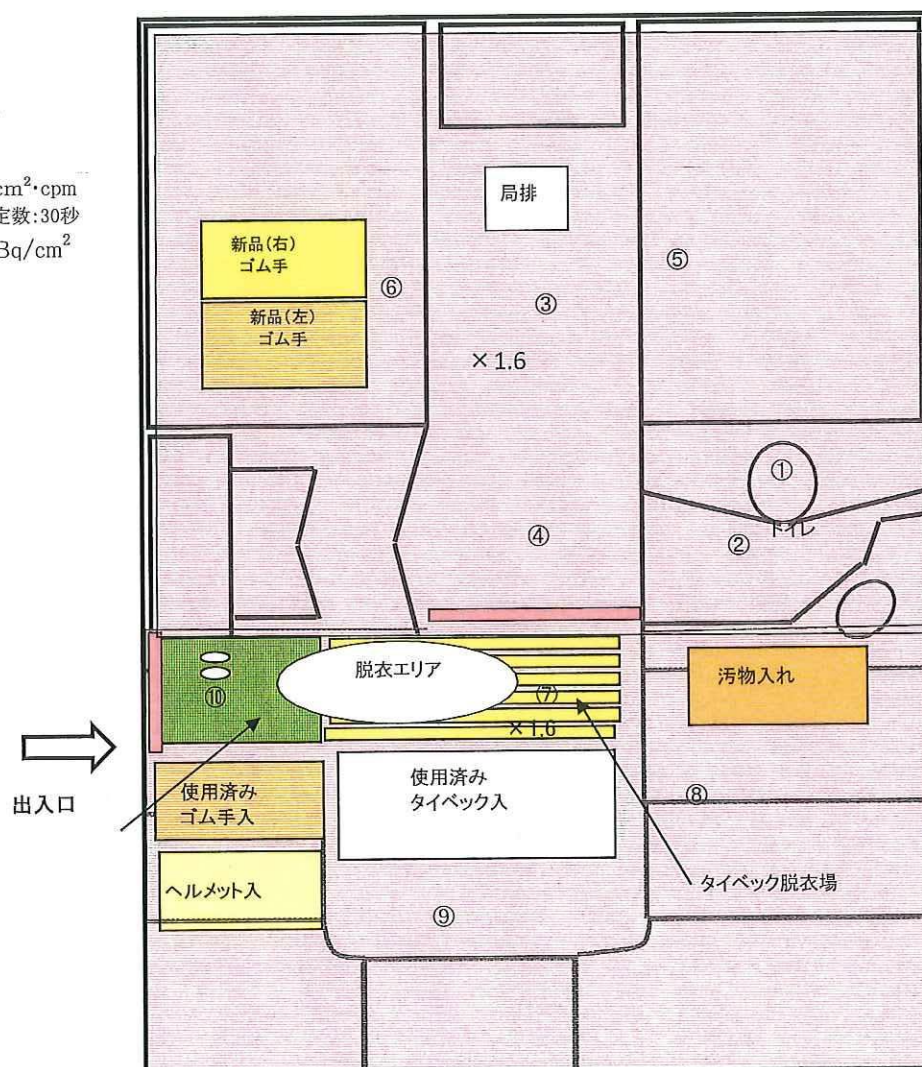 cm²・cpm
定数:30秒
Bq/cm²
局排
新品(右)
ゴム手
⑥
③
⑤
新品(左)
ゴム手
×1.6
①
④
②
トイレ
脱衣エリア
⑩
(7)
汚物入れ
×1.6
出入口
使用済み
ゴム手入
使用済み
タイベック入
⑧
ヘルメット入
タイベック脱衣場
⑨